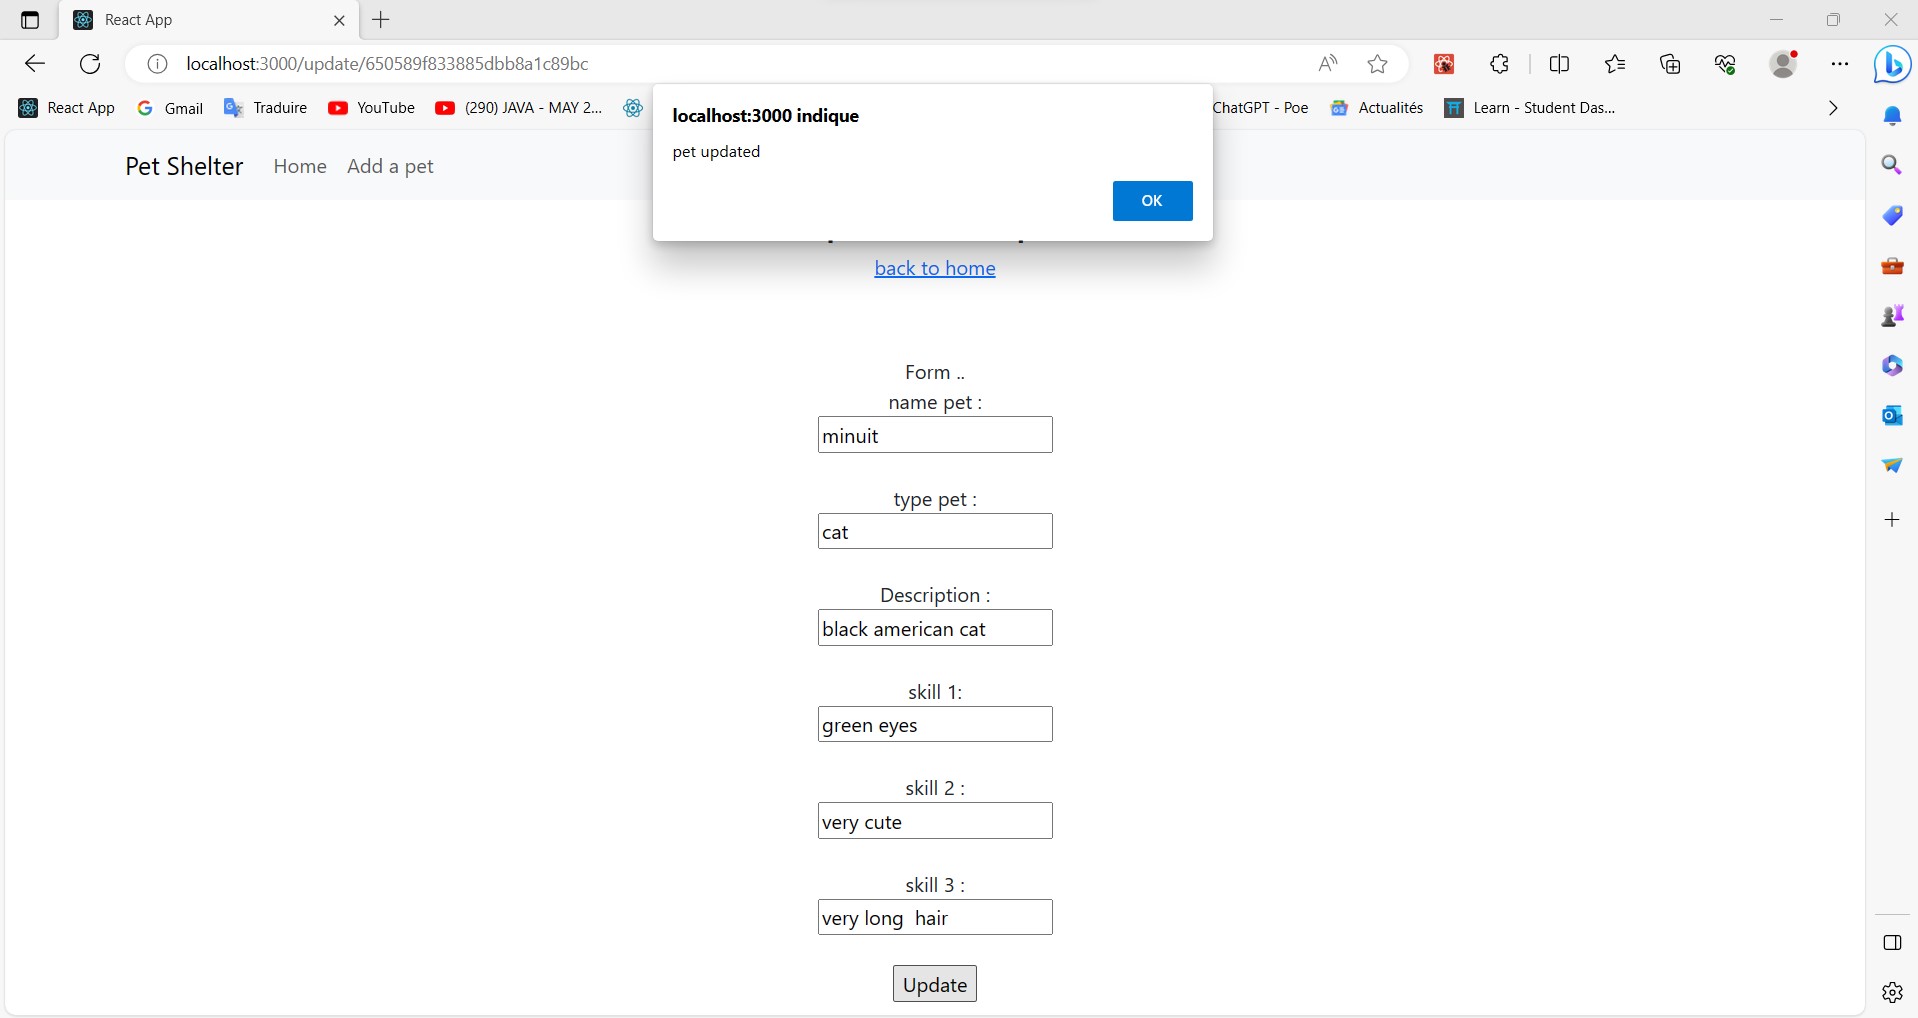 React App
localhost:3000/update/650589f833885dbb8a1c89bc
React App
Gmail
Traduire
YouTube
(290) JAVA - MAY 2...
ChatGPT - Poe
Actualités
Learn - Student Das...
localhost:3000 indique
pet updated
OK
Pet Shelter
Home
Add a pet
back to home
Form ..
name pet :
minuit
type pet :
cat
Description :
black american cat
skill 1:
green eyes
skill 2 :
very cute
skill 3 :
very long  hair
Update